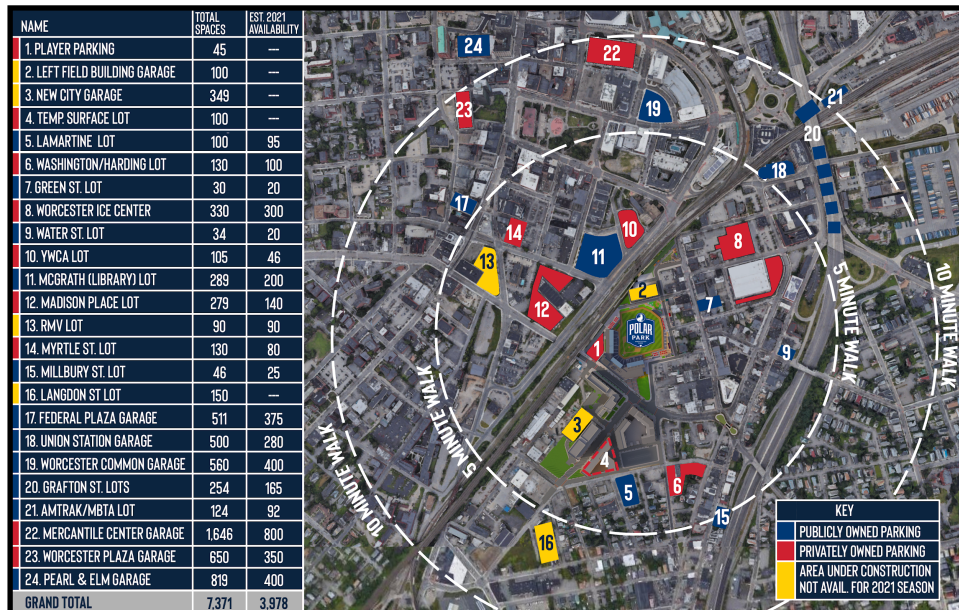 NAME TOTAL SPACES EST. 2021 AVAILABILITY
1. PLAYER PARKING 45 ---
2. LEFT FIELD BUILDING GARAGE 100 ---
3. NEW CITY GARAGE 349 ---
4. TEMP. SURFACE LOT 100 ---
5. LAMARTINE LOT 100 95
6. WASHINGTON/HARDING LOT 130 100
7. GREEN ST. LOT 30 20
8. WORCESTER ICE CENTER 330 300
9. WATER ST. LOT 34 20
10. YWCA LOT 105 46
11. MCGRATH (LIBRARY) LOT 289 200
12. MADISON PLACE LOT 279 140
13. RMV LOT 90 90
14. MYRTLE ST. LOT 130 80
15. MILLBURY ST. LOT 46 25
16. LANGDON ST LOT 150 ---
17. FEDERAL PLAZA GARAGE 511 375
18. UNION STATION GARAGE 500 280
19. WORCESTER COMMON GARAGE 560 400
20. GRAFTON ST. LOTS 254 165
21. AMTRAK/MBTA LOT 124 92
22. MERCANTILE CENTER GARAGE 1,646 800
23. WORCESTER PLAZA GARAGE 650 350
24. PEARL & ELM GARAGE 819 400
GRAND TOTAL 7,371 3,978
24
22
23
19
21
20
18
17
14
10
11
8
13
12
2
7
POLAR
PARK
1
9
3
4
5
6
15
16
5 MINUTE WALK
10 MINUTE WALK
5 MINUTE WALK
10 MINUTE WALK
KEY
PUBLICLY OWNED PARKING
PRIVATELY OWNED PARKING
AREA UNDER CONSTRUCTION
NOT AVAIL. FOR 2021 SEASON